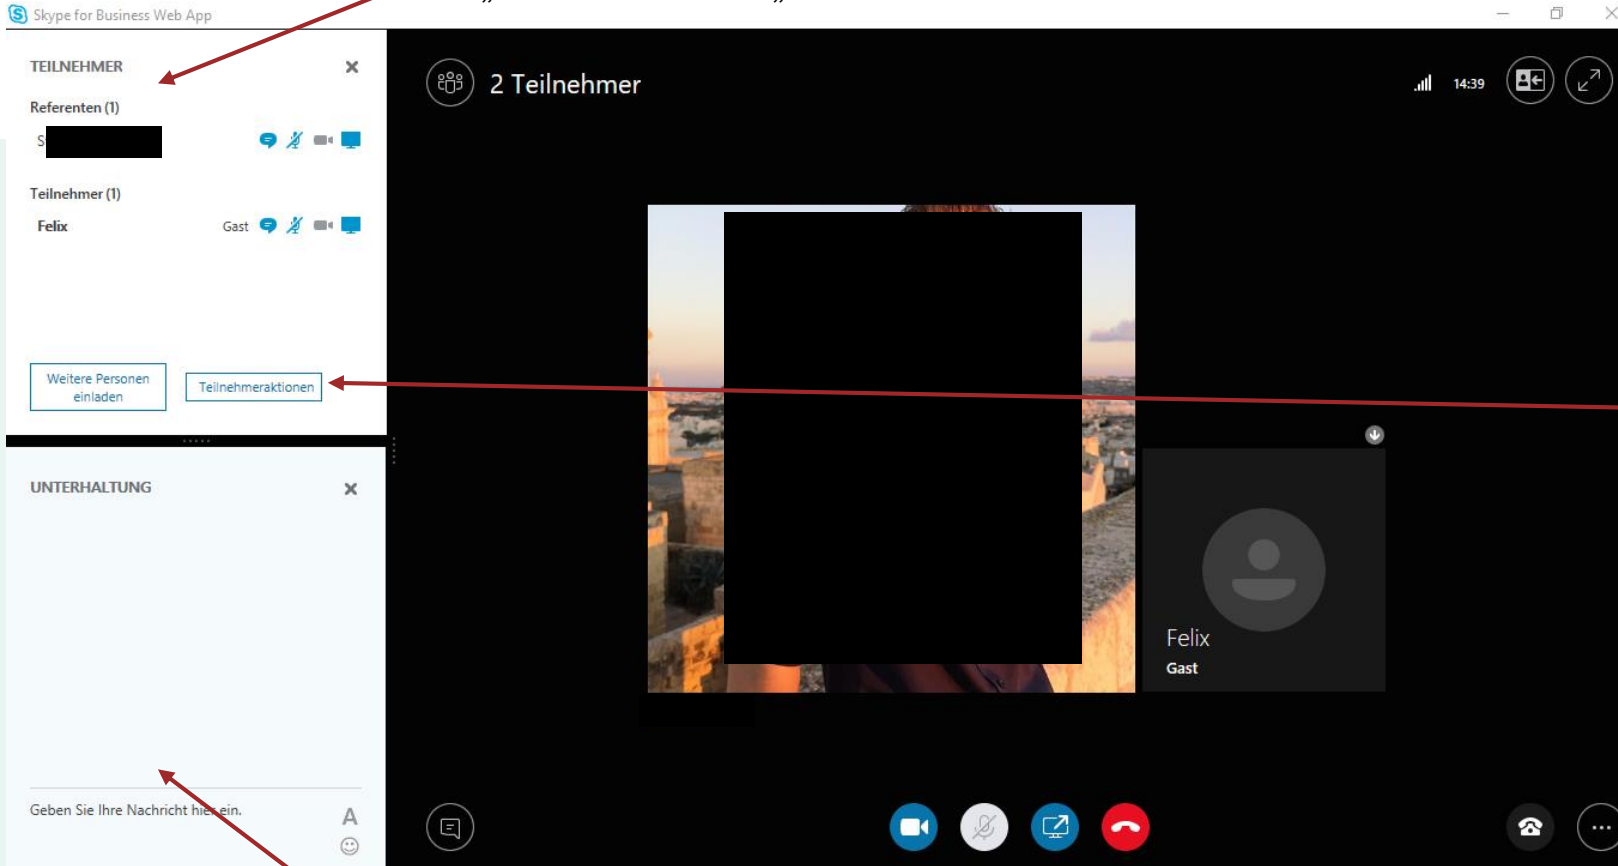 Skype for Business Web App
TEILNEHMER
Referenten (1)
S
Teilnehmer (1)
Felix Gast
Weitere Personen
einladen
Teilnehmeraktionen
UNTERHALTUNG
Geben Sie Ihre Nachricht hier ein.
A
2 Teilnehmer
14:39
Felix
Gast